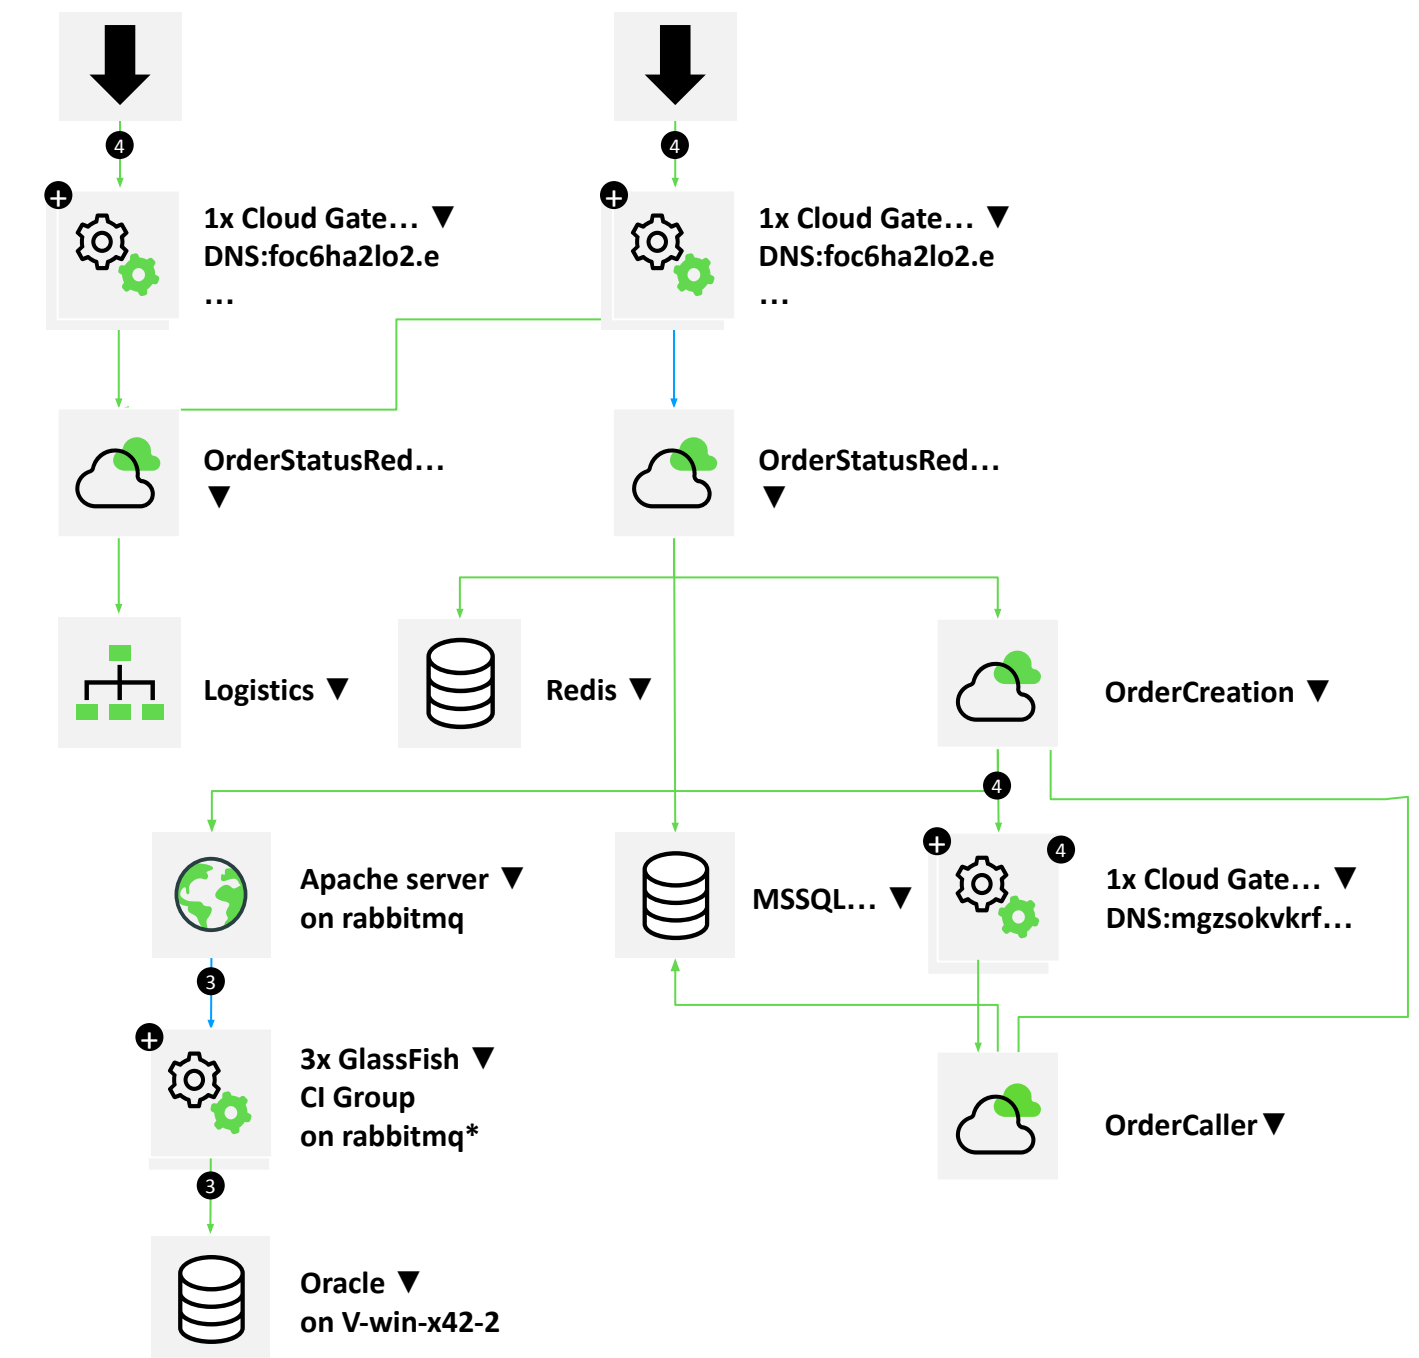 4
4
+
1x Cloud Gate... ▼
DNS:foc6ha2lo2.e
...
+
1x Cloud Gate... ▼
DNS:foc6ha2lo2.e
...
OrderStatusRed...
▼
OrderStatusRed...
▼
Logistics ▼
Redis ▼
OrderCreation ▼
4
Apache server ▼
on rabbitmq
MSSQL... ▼
+
4
1x Cloud Gate... ▼
DNS:mgzsokvkrf...
3
+
3x GlassFish ▼
CI Group
on rabbitmq*
OrderCaller ▼
3
Oracle ▼
on V-win-x42-2